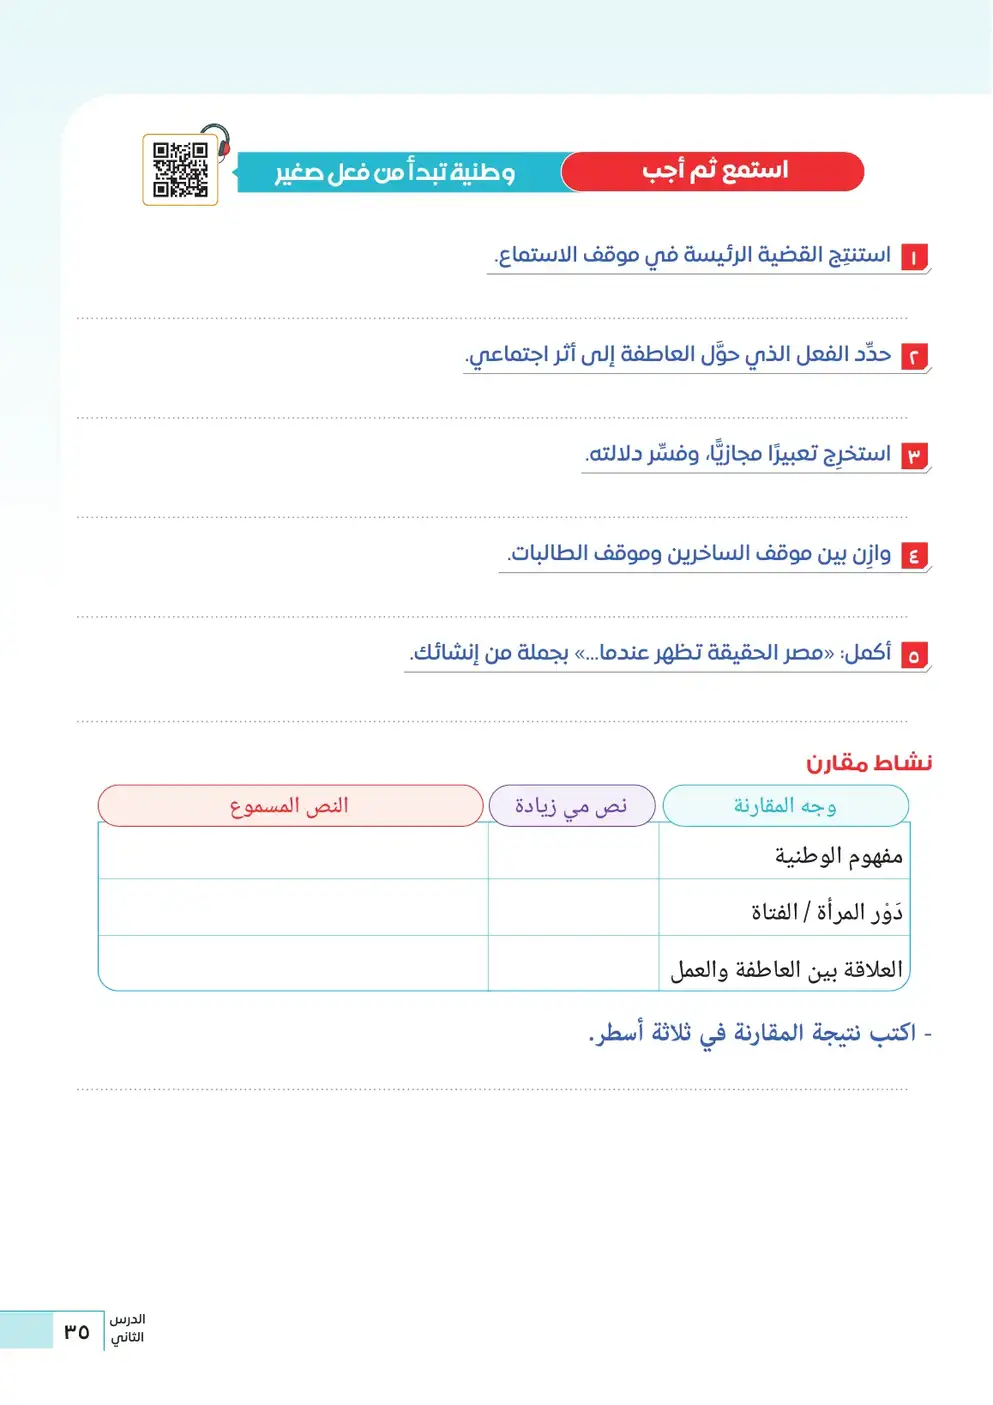 استمع ثم أجب
وطنية تبدأ من فعل صغير
١ استنتِج القضية الرئيسة في موقف الاستماع.
٢ حدِّد الفعل الذي حوَّل العاطفة إلى أثر اجتماعي.
٣ استخرِج تعبيرًا مجازيًّا، وفسِّر دلالته.
٤ وازِن بين موقف الساخرين وموقف الطالبات.
٥ أكمل: «مصر الحقيقة تظهر عندما...» بجملة من إنشائك.
نشاط مقارن
وجه المقارنة
نص مي زيادة
النص المسموع
مفهوم الوطنية
دَوْر المرأة / الفتاة
العلاقة بين العاطفة والعمل
- اكتب نتيجة المقارنة في ثلاثة أسطر.
الدرس
الثاني
٣٥